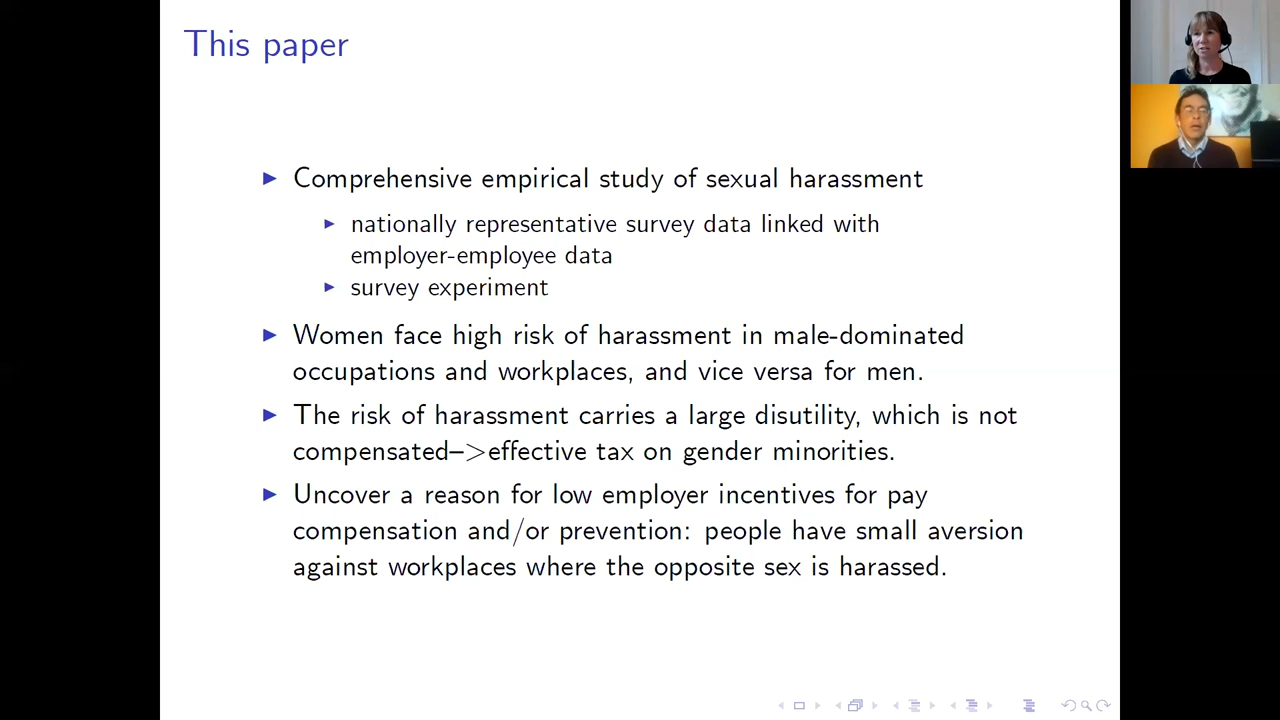 This paper
Comprehensive empirical study of sexual harassment
nationally representative survey data linked with
employer-employee data
survey experiment
Women face high risk of harassment in male-dominated
occupations and workplaces, and vice versa for men.
The risk of harassment carries a large disutility, which is not
compensated–>effective tax on gender minorities.
Uncover a reason for low employer incentives for pay
compensation and/or prevention: people have small aversion
against workplaces where the opposite sex is harassed.